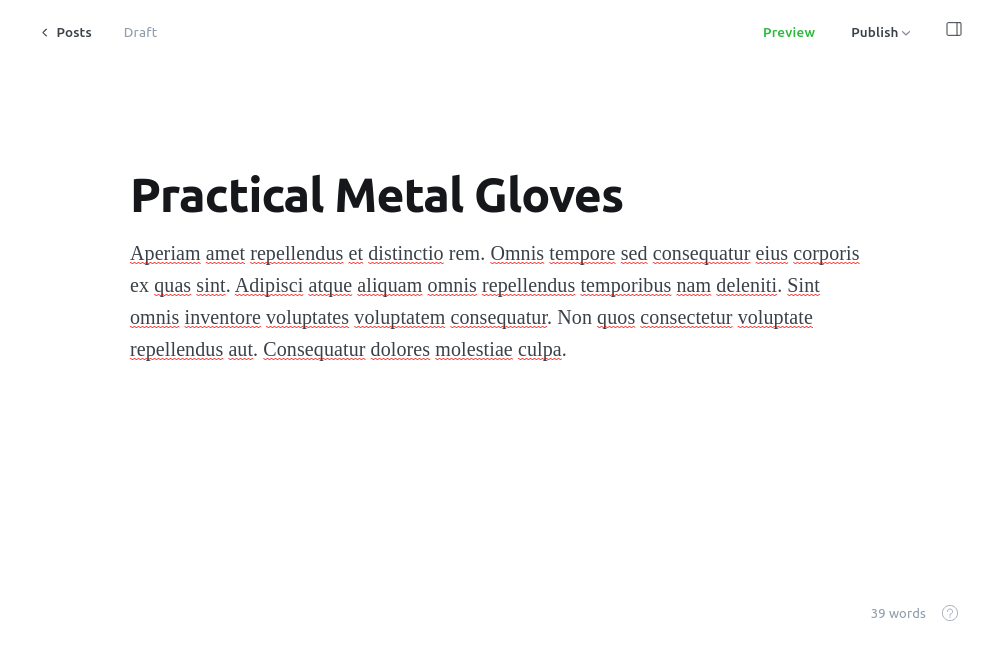 Posts Draft Preview Publish
Practical Metal Gloves
Aperiam amet repellendus et distinctio rem. Omnis tempore sed consequatur eius corporis
ex quas sint. Adipisci atque aliquam omnis repellendus temporibus nam deleniti. Sint
omnis inventore voluptates voluptatem consequatur. Non quos consectetur voluptate
repellendus aut. Consequatur dolores molestiae culpa.
39 words ?